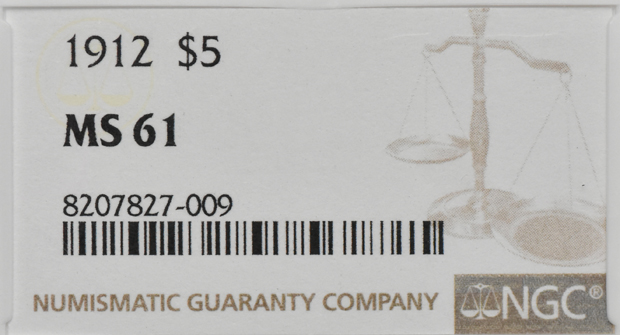 1912 $5
MS 61
8207827-009
NUMISMATIC GUARANTY COMPANY
NGC®